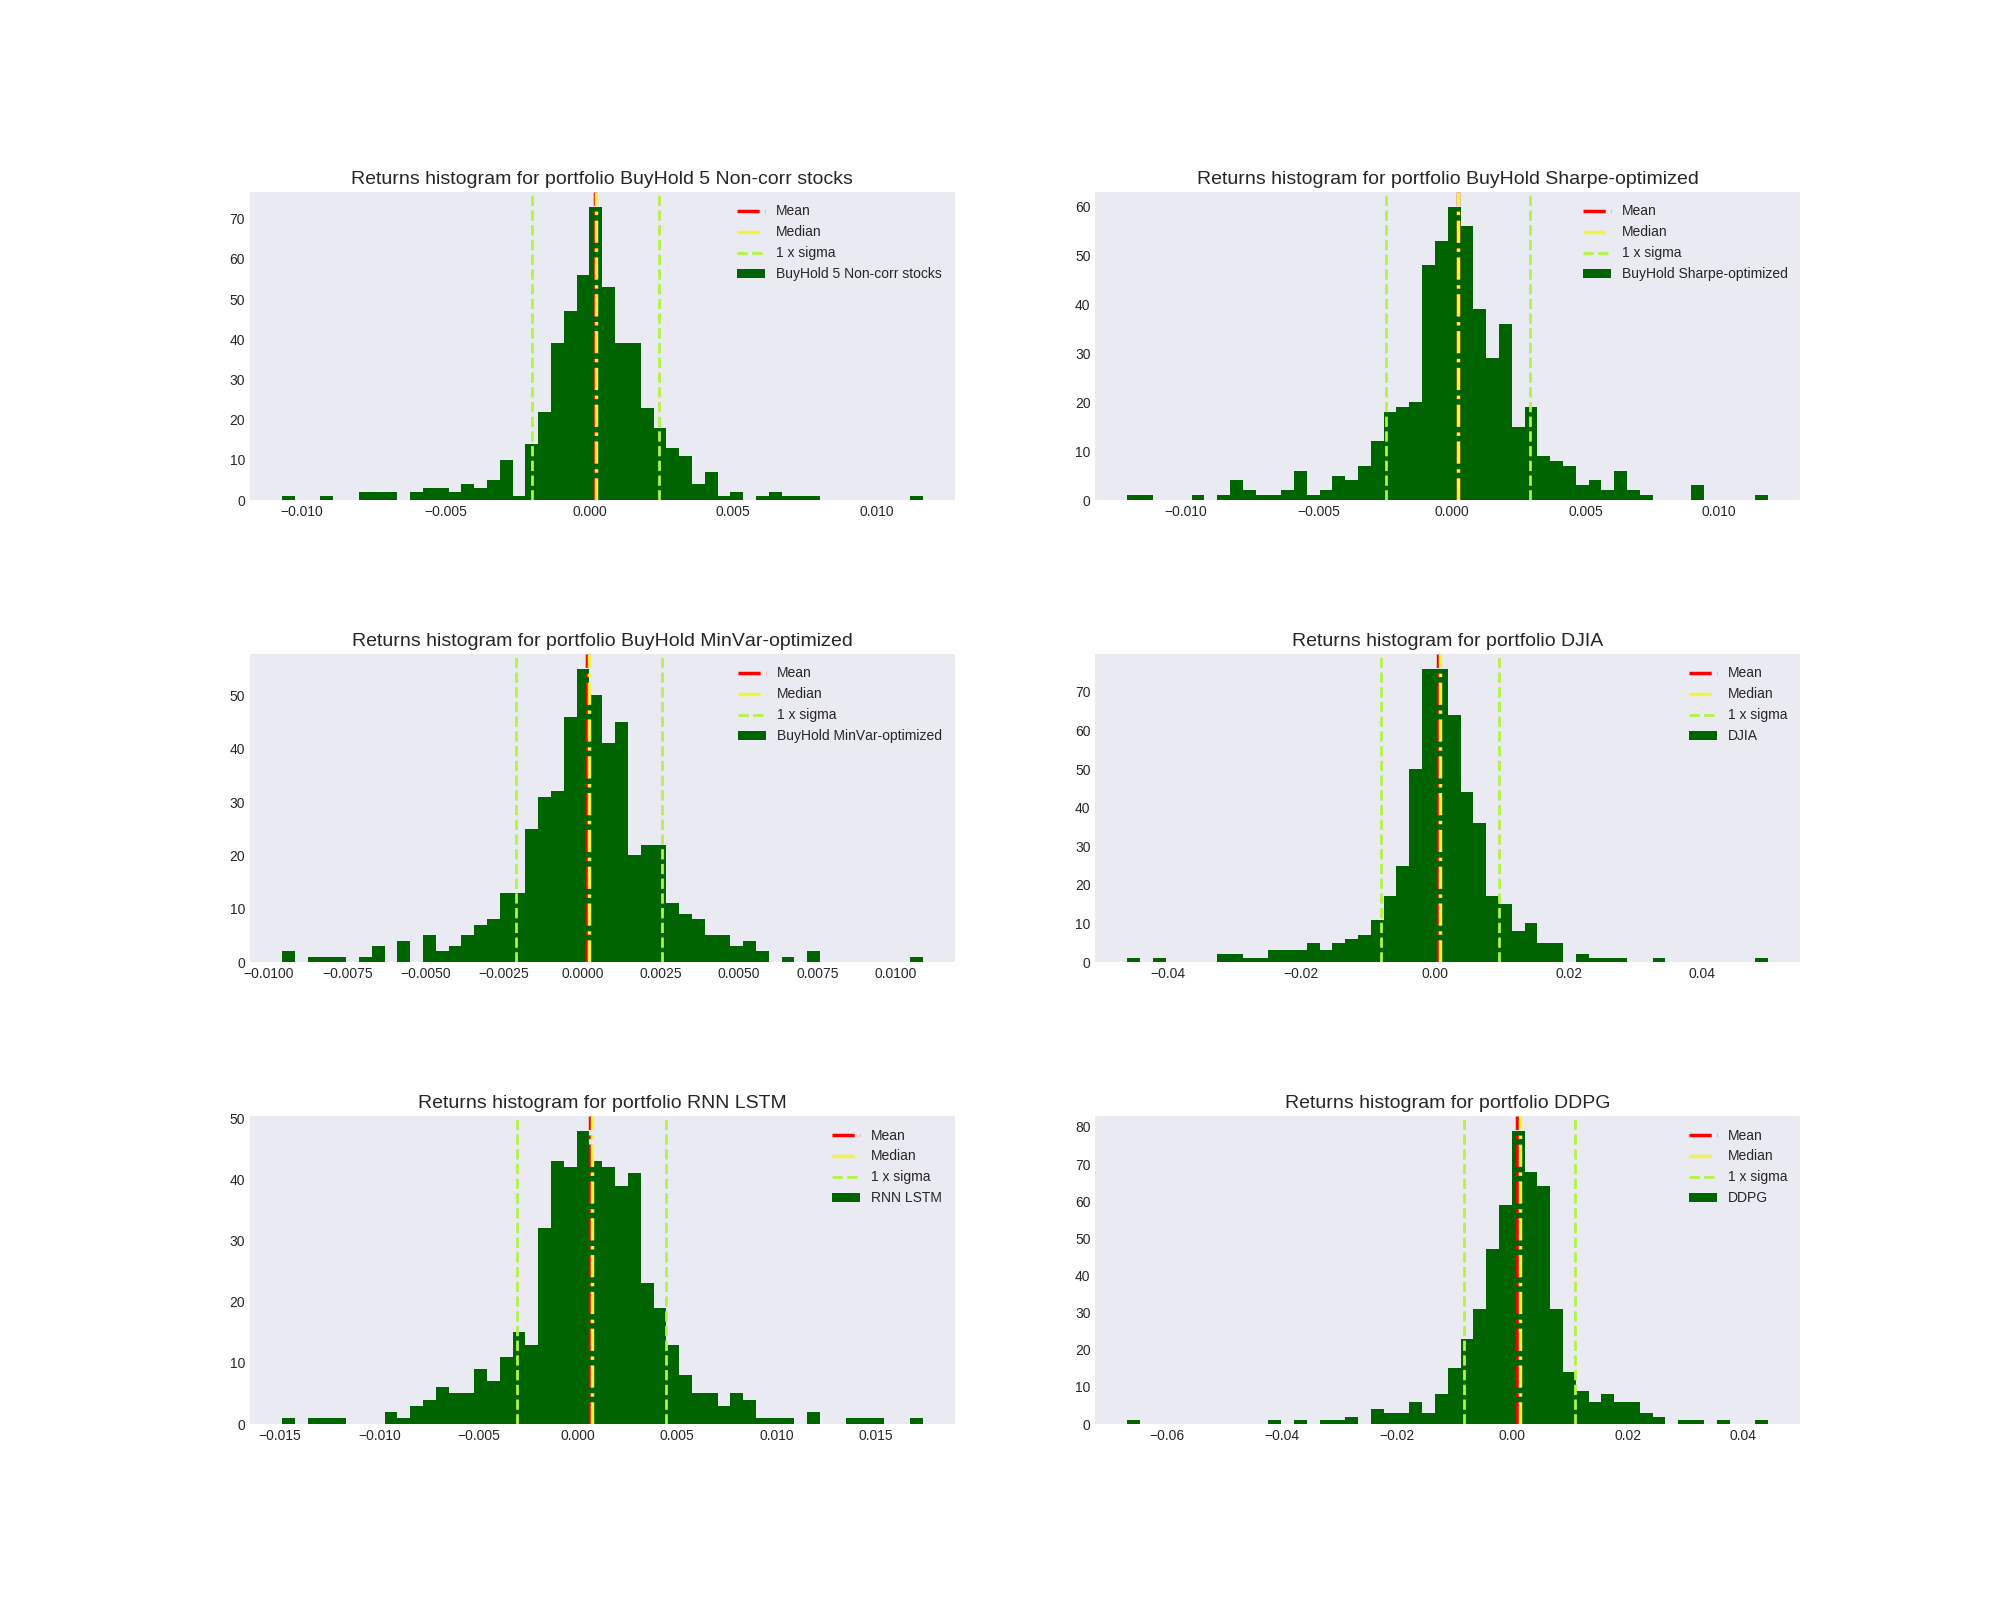 Returns histogram for portfolio BuyHold 5 Non-corr stocks
70
60
50
40
30
20
10
0
−0.010 −0.005 0.000 0.005 0.010
Mean
Median
1 x sigma
BuyHold 5 Non-corr stocks
Returns histogram for portfolio BuyHold Sharpe-optimized
60
50
40
30
20
10
0
−0.010 −0.005 0.000 0.005 0.010
Mean
Median
1 x sigma
BuyHold Sharpe-optimized
Returns histogram for portfolio BuyHold MinVar-optimized
50
40
30
20
10
0
−0.0100 −0.0075 −0.0050 −0.0025 0.0000 0.0025 0.0050 0.0075 0.0100
Mean
Median
1 x sigma
BuyHold MinVar-optimized
Returns histogram for portfolio DJIA
70
60
50
40
30
20
10
0
−0.04 −0.02 0.00 0.02 0.04
Mean
Median
1 x sigma
DJIA
Returns histogram for portfolio RNN LSTM
50
40
30
20
10
0
−0.015 −0.010 −0.005 0.000 0.005 0.010 0.015
Mean
Median
1 x sigma
RNN LSTM
Returns histogram for portfolio DDPG
80
70
60
50
40
30
20
10
0
−0.06 −0.04 −0.02 0.00 0.02 0.04
Mean
Median
1 x sigma
DDPG